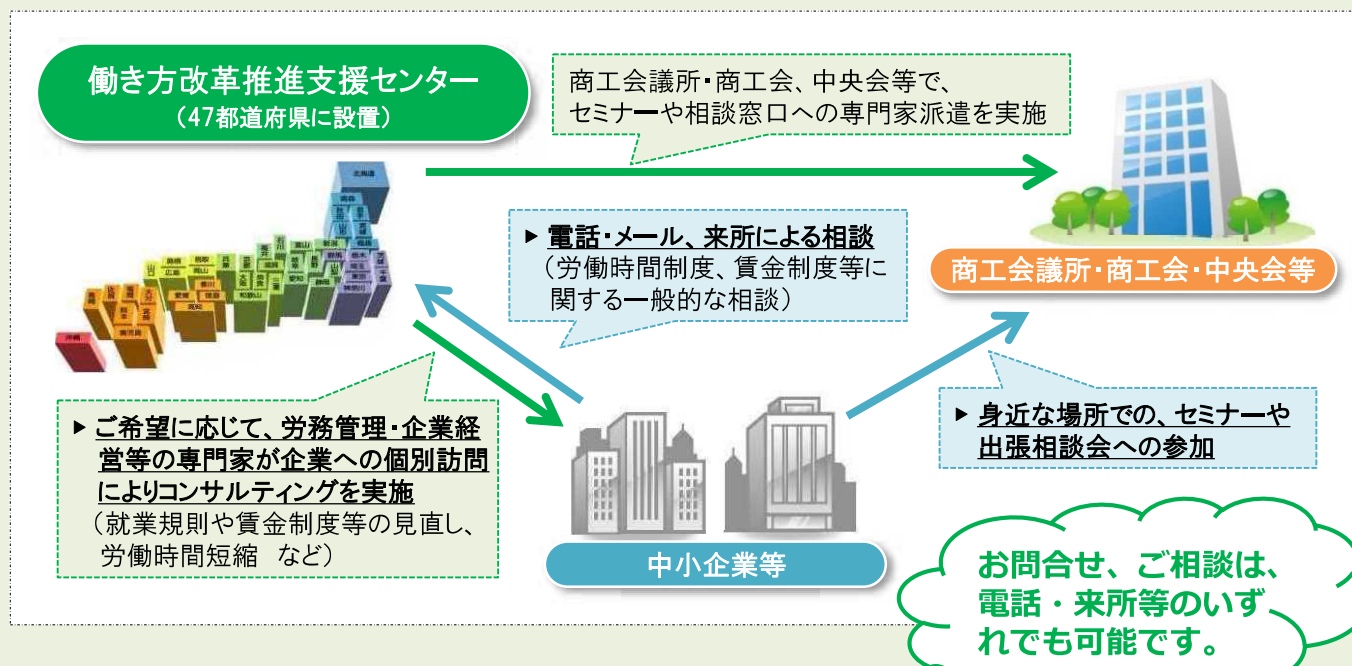 働き方改革推進支援センター
(47都道府県に設置)
商工会議所・商工会、中央会等で、
セミナーや相談窓口への専門家派遣を実施
北海道
▶ 電話・メール、来所による相談
(労働時間制度、賃金制度等に
関する一般的な相談)
商工会議所・商工会・中央会等
▶ ご希望に応じて、労務管理・企業経
営等の専門家が企業への個別訪問
によりコンサルティングを実施
(就業規則や賃金制度等の見直し、
労働時間短縮 など)
▶ 身近な場所での、セミナーや
出張相談会への参加
中小企業等
お問合せ、ご相談は、
電話・来所等のいず
れでも可能です。